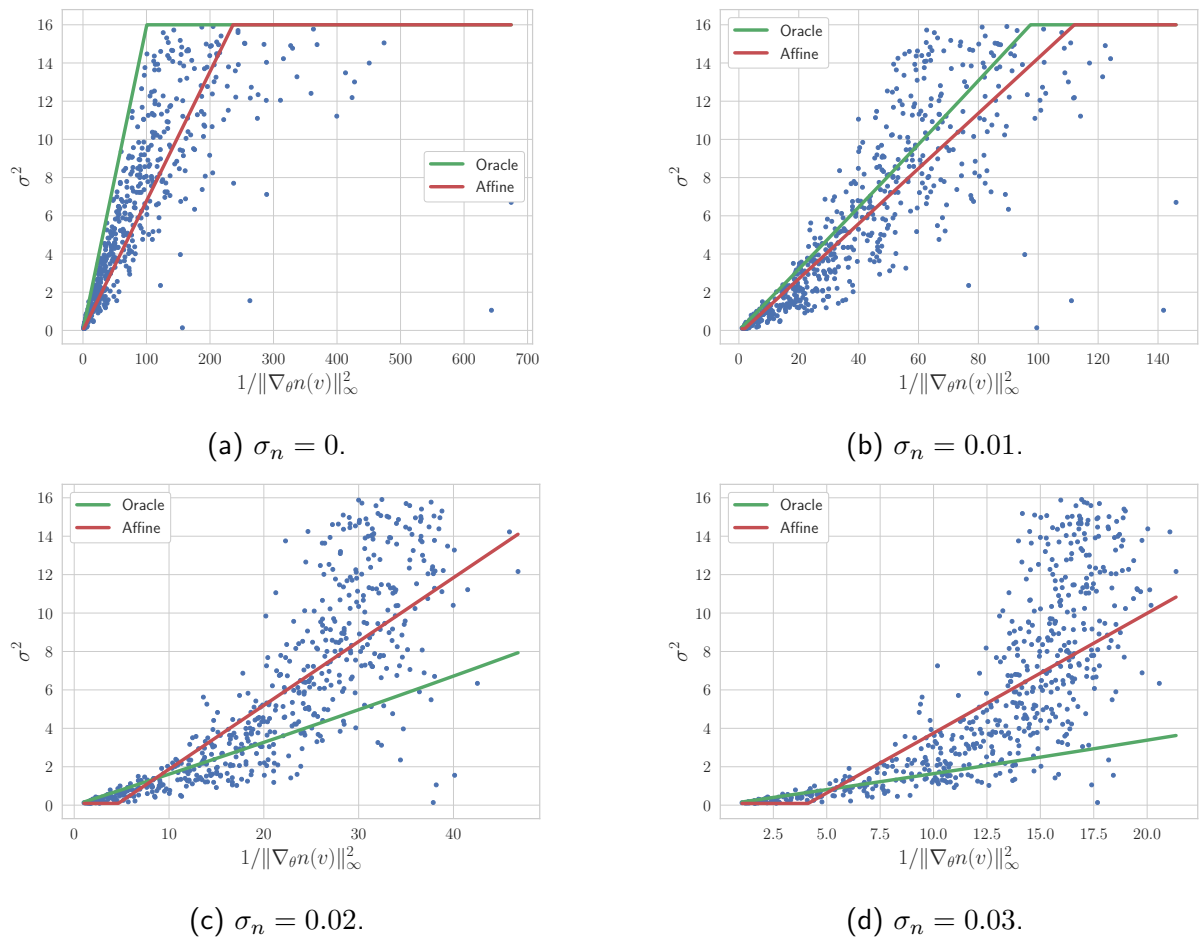 16
14
12
10
8
6
4
2
0
σ²
Oracle
Affine
0 100 200 300 400 500 600 700
1/‖∇θn(v)‖²∞
(a) σₙ = 0.
16
14
12
10
8
6
4
2
0
σ²
Oracle
Affine
0 20 40 60 80 100 120 140
1/‖∇θn(v)‖²∞
(b) σₙ = 0.01.
16
14
12
10
8
6
4
2
0
σ²
Oracle
Affine
0 10 20 30 40
1/‖∇θn(v)‖²∞
(c) σₙ = 0.02.
16
14
12
10
8
6
4
2
0
σ²
Oracle
Affine
2.5 5.0 7.5 10.0 12.5 15.0 17.5 20.0
1/‖∇θn(v)‖²∞
(d) σₙ = 0.03.